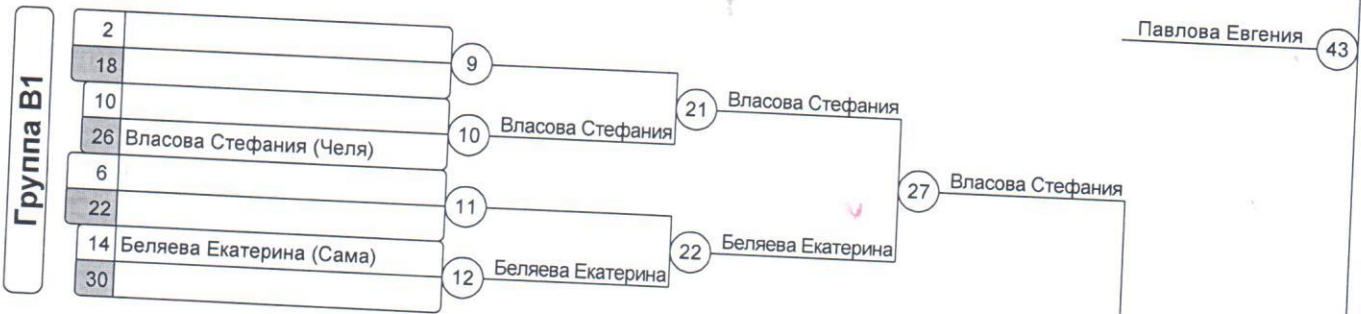 Группа B1
2
18
10
26 Власова Стефания (Челя)
6
22
14 Беляева Екатерина (Сама)
30
9
10 Власова Стефания
11
12 Беляева Екатерина
21 Власова Стефания
22 Беляева Екатерина
27 Власова Стефания
Павлова Евгения 43